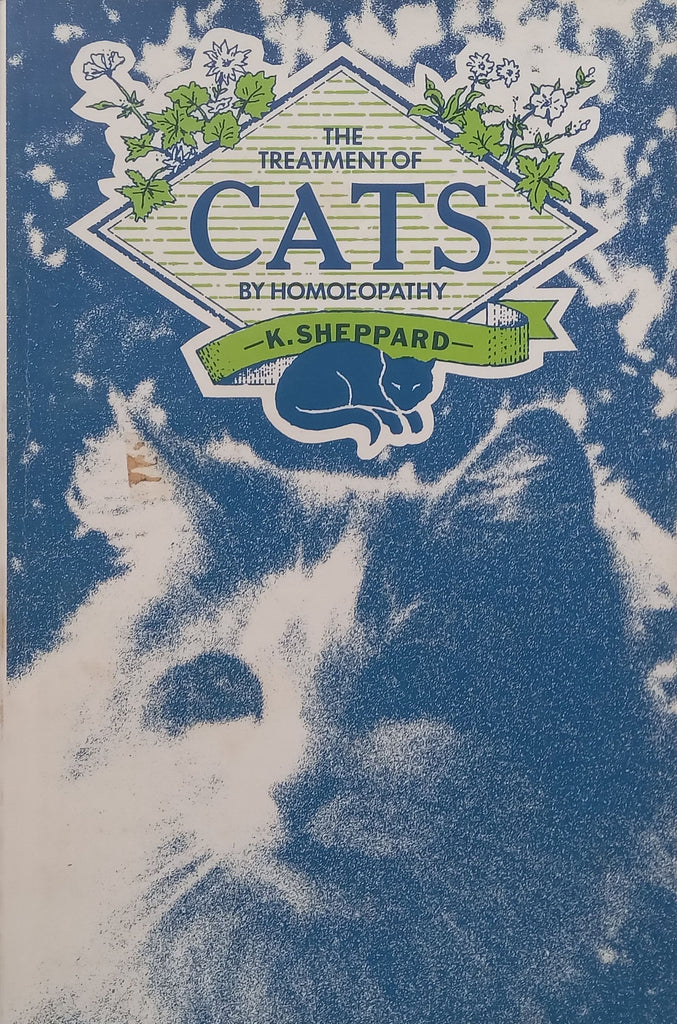 THE
TREATMENT OF
CATS
BY HOMOEOPATHY
—K. SHEPPARD—